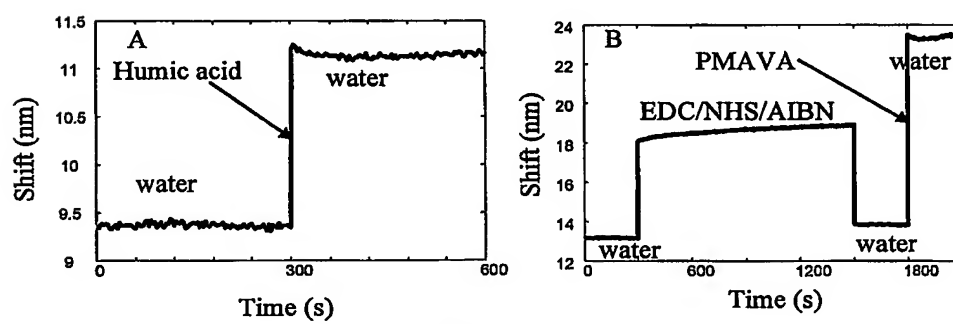 A
11.5
11
10.5
10
9.5
9
Shift (nm)
Humic acid
water
water
0
300
600
Time (s)
B
24
22
20
18
16
14
12
Shift (nm)
PMAVA
water
EDC/NHS/AIBN
water
water
0
600
1200
1800
Time (s)